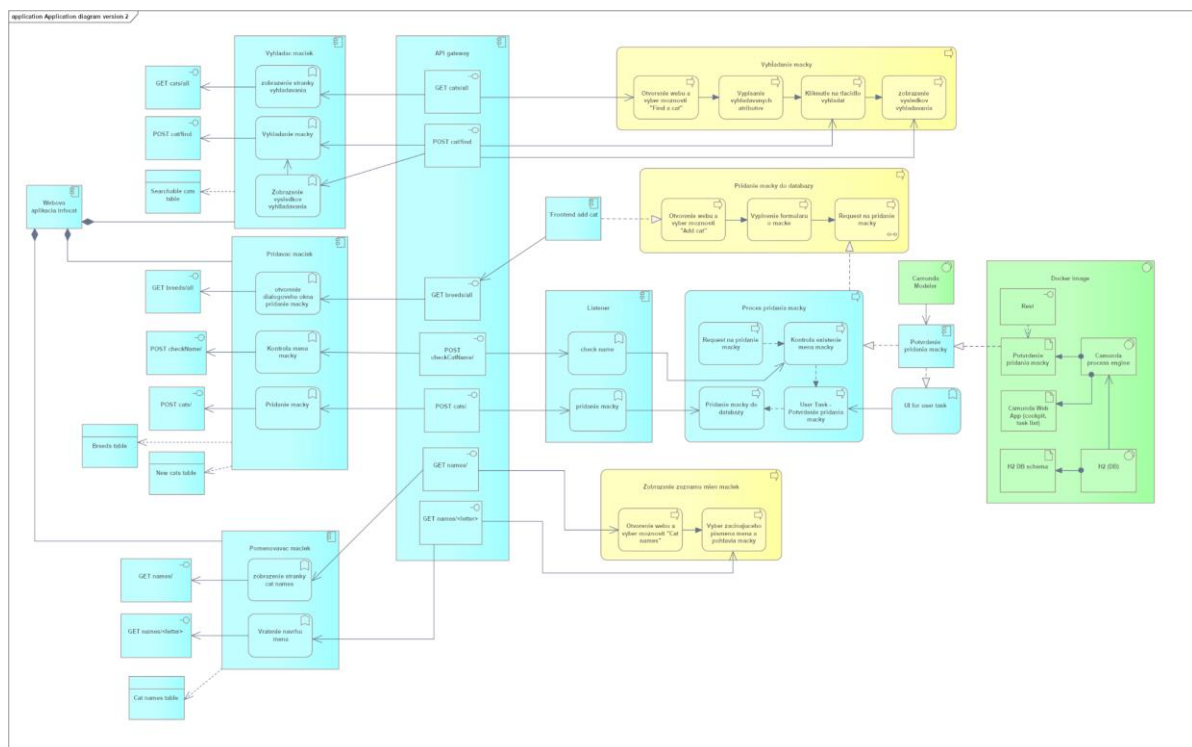 application Application diagram version 2
Vyhladac maciek
API gateway
Vyhladanie macky
GET cats/all
zobrazenie stranky
vyhladavania
GET cats/all
Otvorenie webu a
vyber moznosti
"Find a cat"
Vypisanie
vyhladavanych
atributov
Kliknutie na tlacidlo
vyhladat
zobrazenie
vysledkov
vyhladavania
POST cat/find
Vyhladanie macky
POST cat/find
Searchable cats
table
Zobrazenie
vysledkov
vyhladavania
Pridanie macky do databazy
Webova
aplikacia infocat
Frontend add cat
Otvorenie webu a
vyber moznosti
"Add cat"
Vyplnenie formularu
o macke
Request na pridanie
macky
Pridavac maciek
GET breeds/all
otvorenie
dialogoveho okna
pridanie macky
GET breeds/all
Listener
Proces pridania macky
Camunda
Modeler
Docker image
Rest
POST checkName/
Kontrola mena
macky
POST
checkCatName/
check name
Request na pridanie
macky
Kontrola existencie
mena macky
Potvrdenie
pridania macky
Potvrdenie
pridania macky
Camunda
process engine
POST cats/
Pridanie macky
POST cats/
pridanie macky
Pridanie macky do
databazy
User Task -
Potvrdenie pridania
macky
UI for user task
Camunda Web
App (cockpit,
task list)
Breeds table
New cats table
GET names/
H2 DB schema
H2 (DB)
Zobrazenie zoznamu mien maciek
GET names/<letter>
Otvorenie webu a
vyber moznosti "Cat
names"
Vyber zacinajuceho
pismena mena a
pohlavia macky
Pomenovavac maciek
GET names/
zobrazenie stranky
cat names
GET names/<letter>
Vratenie navrhu
mena
Cat names table